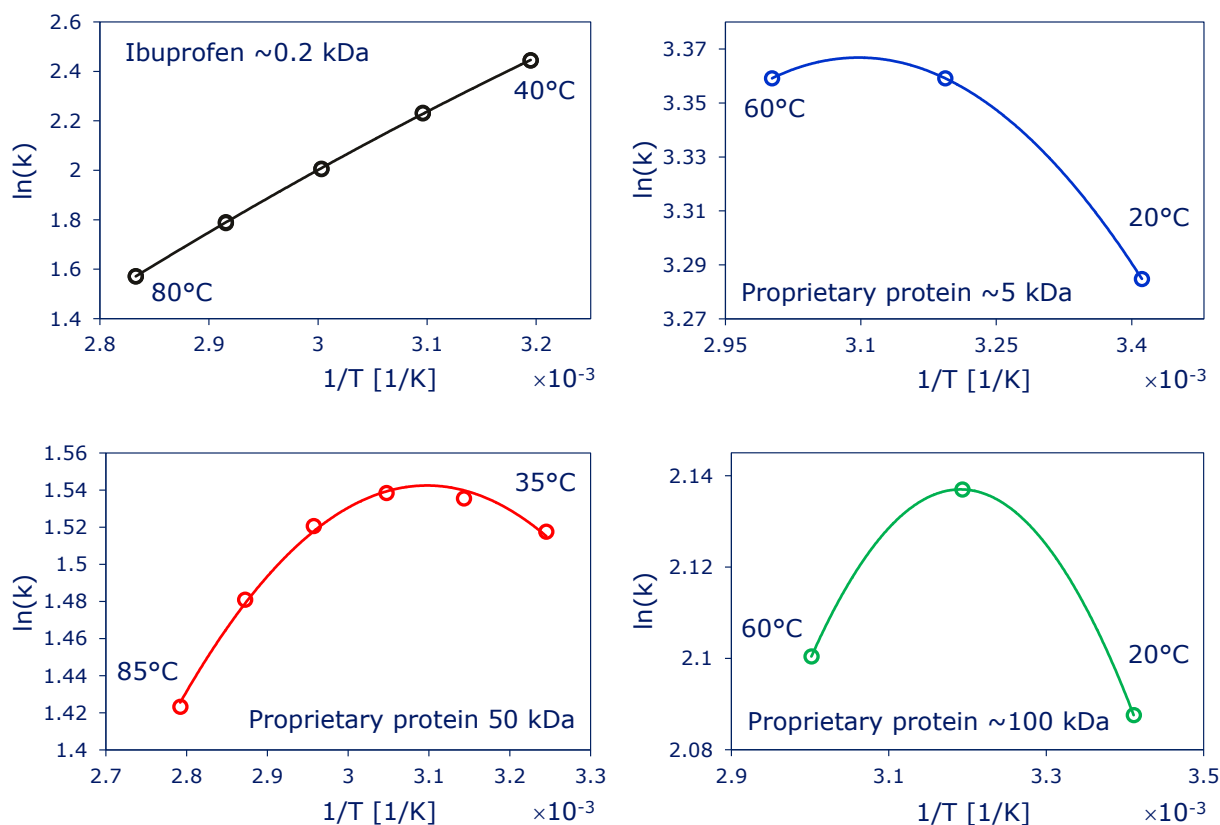 2.6
2.4
2.2
2
1.8
1.6
1.4
ln(k)
Ibuprofen ~0.2 kDa
40°C
80°C
2.8
2.9
3
3.1
3.2
1/T [1/K]
×10-3
3.37
3.35
3.33
3.31
3.29
3.27
ln(k)
60°C
20°C
Proprietary protein ~5 kDa
2.95
3.1
3.25
3.4
1/T [1/K]
×10-3
1.56
1.54
1.52
1.5
1.48
1.46
1.44
1.42
1.4
ln(k)
35°C
85°C
Proprietary protein 50 kDa
2.7
2.8
2.9
3
3.1
3.2
3.3
1/T [1/K]
×10-3
2.14
2.12
2.1
2.08
ln(k)
60°C
20°C
Proprietary protein ~100 kDa
2.9
3.1
3.3
3.5
1/T [1/K]
×10-3